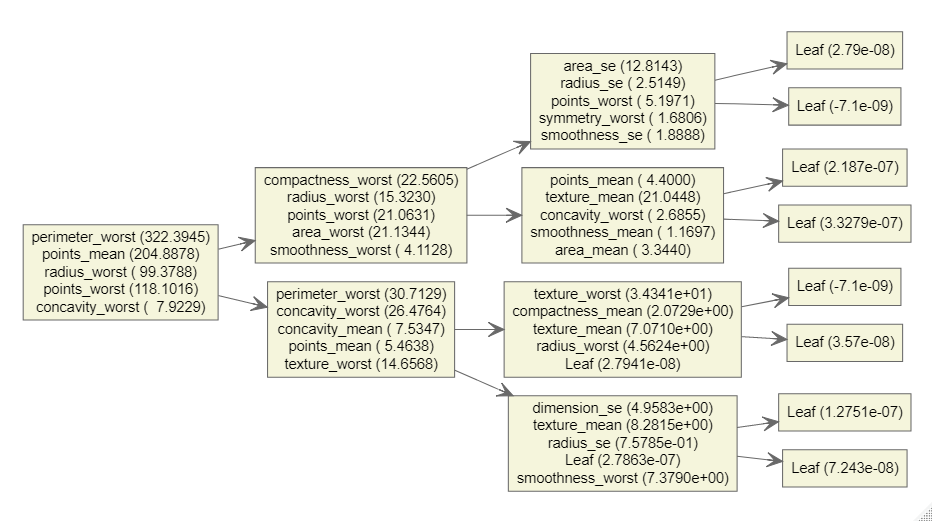 perimeter_worst (322.3945)
points_mean (204.8878)
radius_worst ( 99.3788)
points_worst (118.1016)
concavity_worst (  7.9229)
compactness_worst (22.5605)
radius_worst (15.3230)
points_worst (21.0631)
area_worst (21.1344)
smoothness_worst ( 4.1128)
perimeter_worst (30.7129)
concavity_worst (26.4764)
concavity_mean ( 7.5347)
points_mean ( 5.4638)
texture_worst (14.6568)
area_se (12.8143)
radius_se ( 2.5149)
points_worst ( 5.1971)
symmetry_worst ( 1.6806)
smoothness_se ( 1.8888)
points_mean ( 4.4000)
texture_mean (21.0448)
concavity_worst ( 2.6855)
smoothness_mean ( 1.1697)
area_mean ( 3.3440)
texture_worst (3.4341e+01)
compactness_mean (2.0729e+00)
texture_mean (7.0710e+00)
radius_worst (4.5624e+00)
Leaf (2.7941e-08)
dimension_se (4.9583e+00)
texture_mean (8.2815e+00)
radius_se (7.5785e-01)
Leaf (2.7863e-07)
smoothness_worst (7.3790e+00)
Leaf (2.79e-08)
Leaf (-7.1e-09)
Leaf (2.187e-07)
Leaf (3.3279e-07)
Leaf (-7.1e-09)
Leaf (3.57e-08)
Leaf (1.2751e-07)
Leaf (7.243e-08)